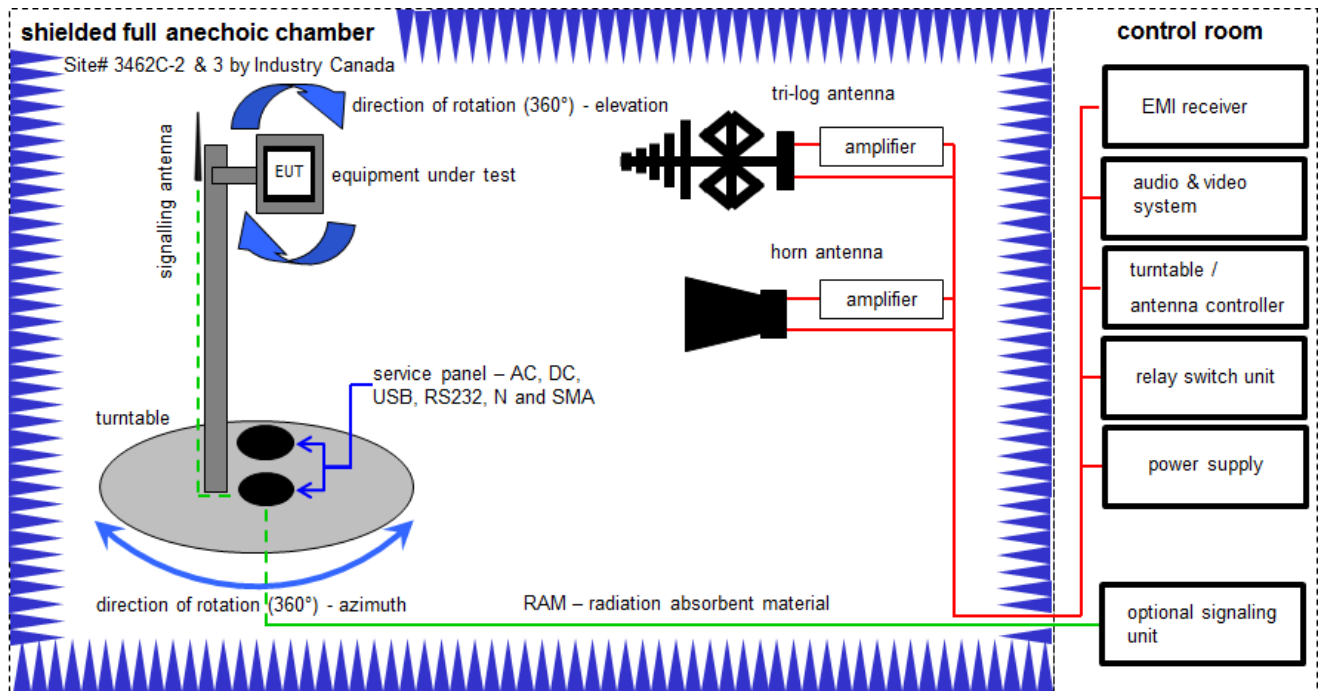 shielded full anechoic chamber
Site# 3462C-2 & 3 by Industry Canada
direction of rotation (360°) - elevation
signalling antenna
EUT
equipment under test
tri-log antenna
amplifier
horn antenna
amplifier
service panel – AC, DC,
USB, RS232, N and SMA
turntable
direction of rotation (360°) - azimuth
RAM – radiation absorbent material
control room
EMI receiver
audio & video
system
turntable /
antenna controller
relay switch unit
power supply
optional signaling
unit